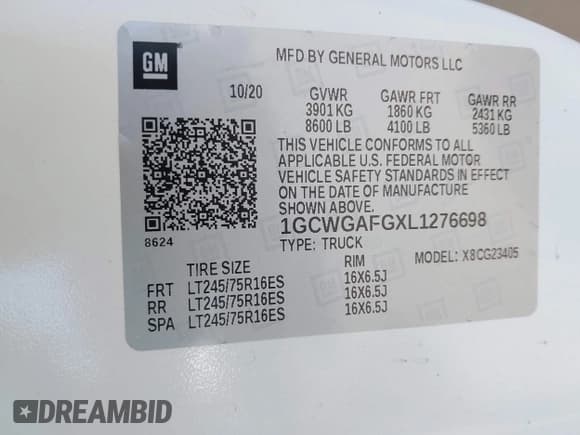 GM
MFD BY GENERAL MOTORS LLC
10/20 GVWR GAWR FRT GAWR RR
3901 KG 1860 KG 2431 KG
8600 LB 4100 LB 5360 LB
THIS VEHICLE CONFORMS TO ALL
APPLICABLE U.S. FEDERAL MOTOR
VEHICLE SAFETY STANDARDS IN EFFECT
ON THE DATE OF MANUFACTURE
SHOWN ABOVE.
8624
1GCWGAFGXL1276698
TYPE: TRUCK MODEL: X8CG23405
TIRE SIZE RIM
FRT LT245/75R16ES 16X6.5J
RR LT245/75R16ES 16X6.5J
SPA LT245/75R16ES 16X6.5J
DREAMBID